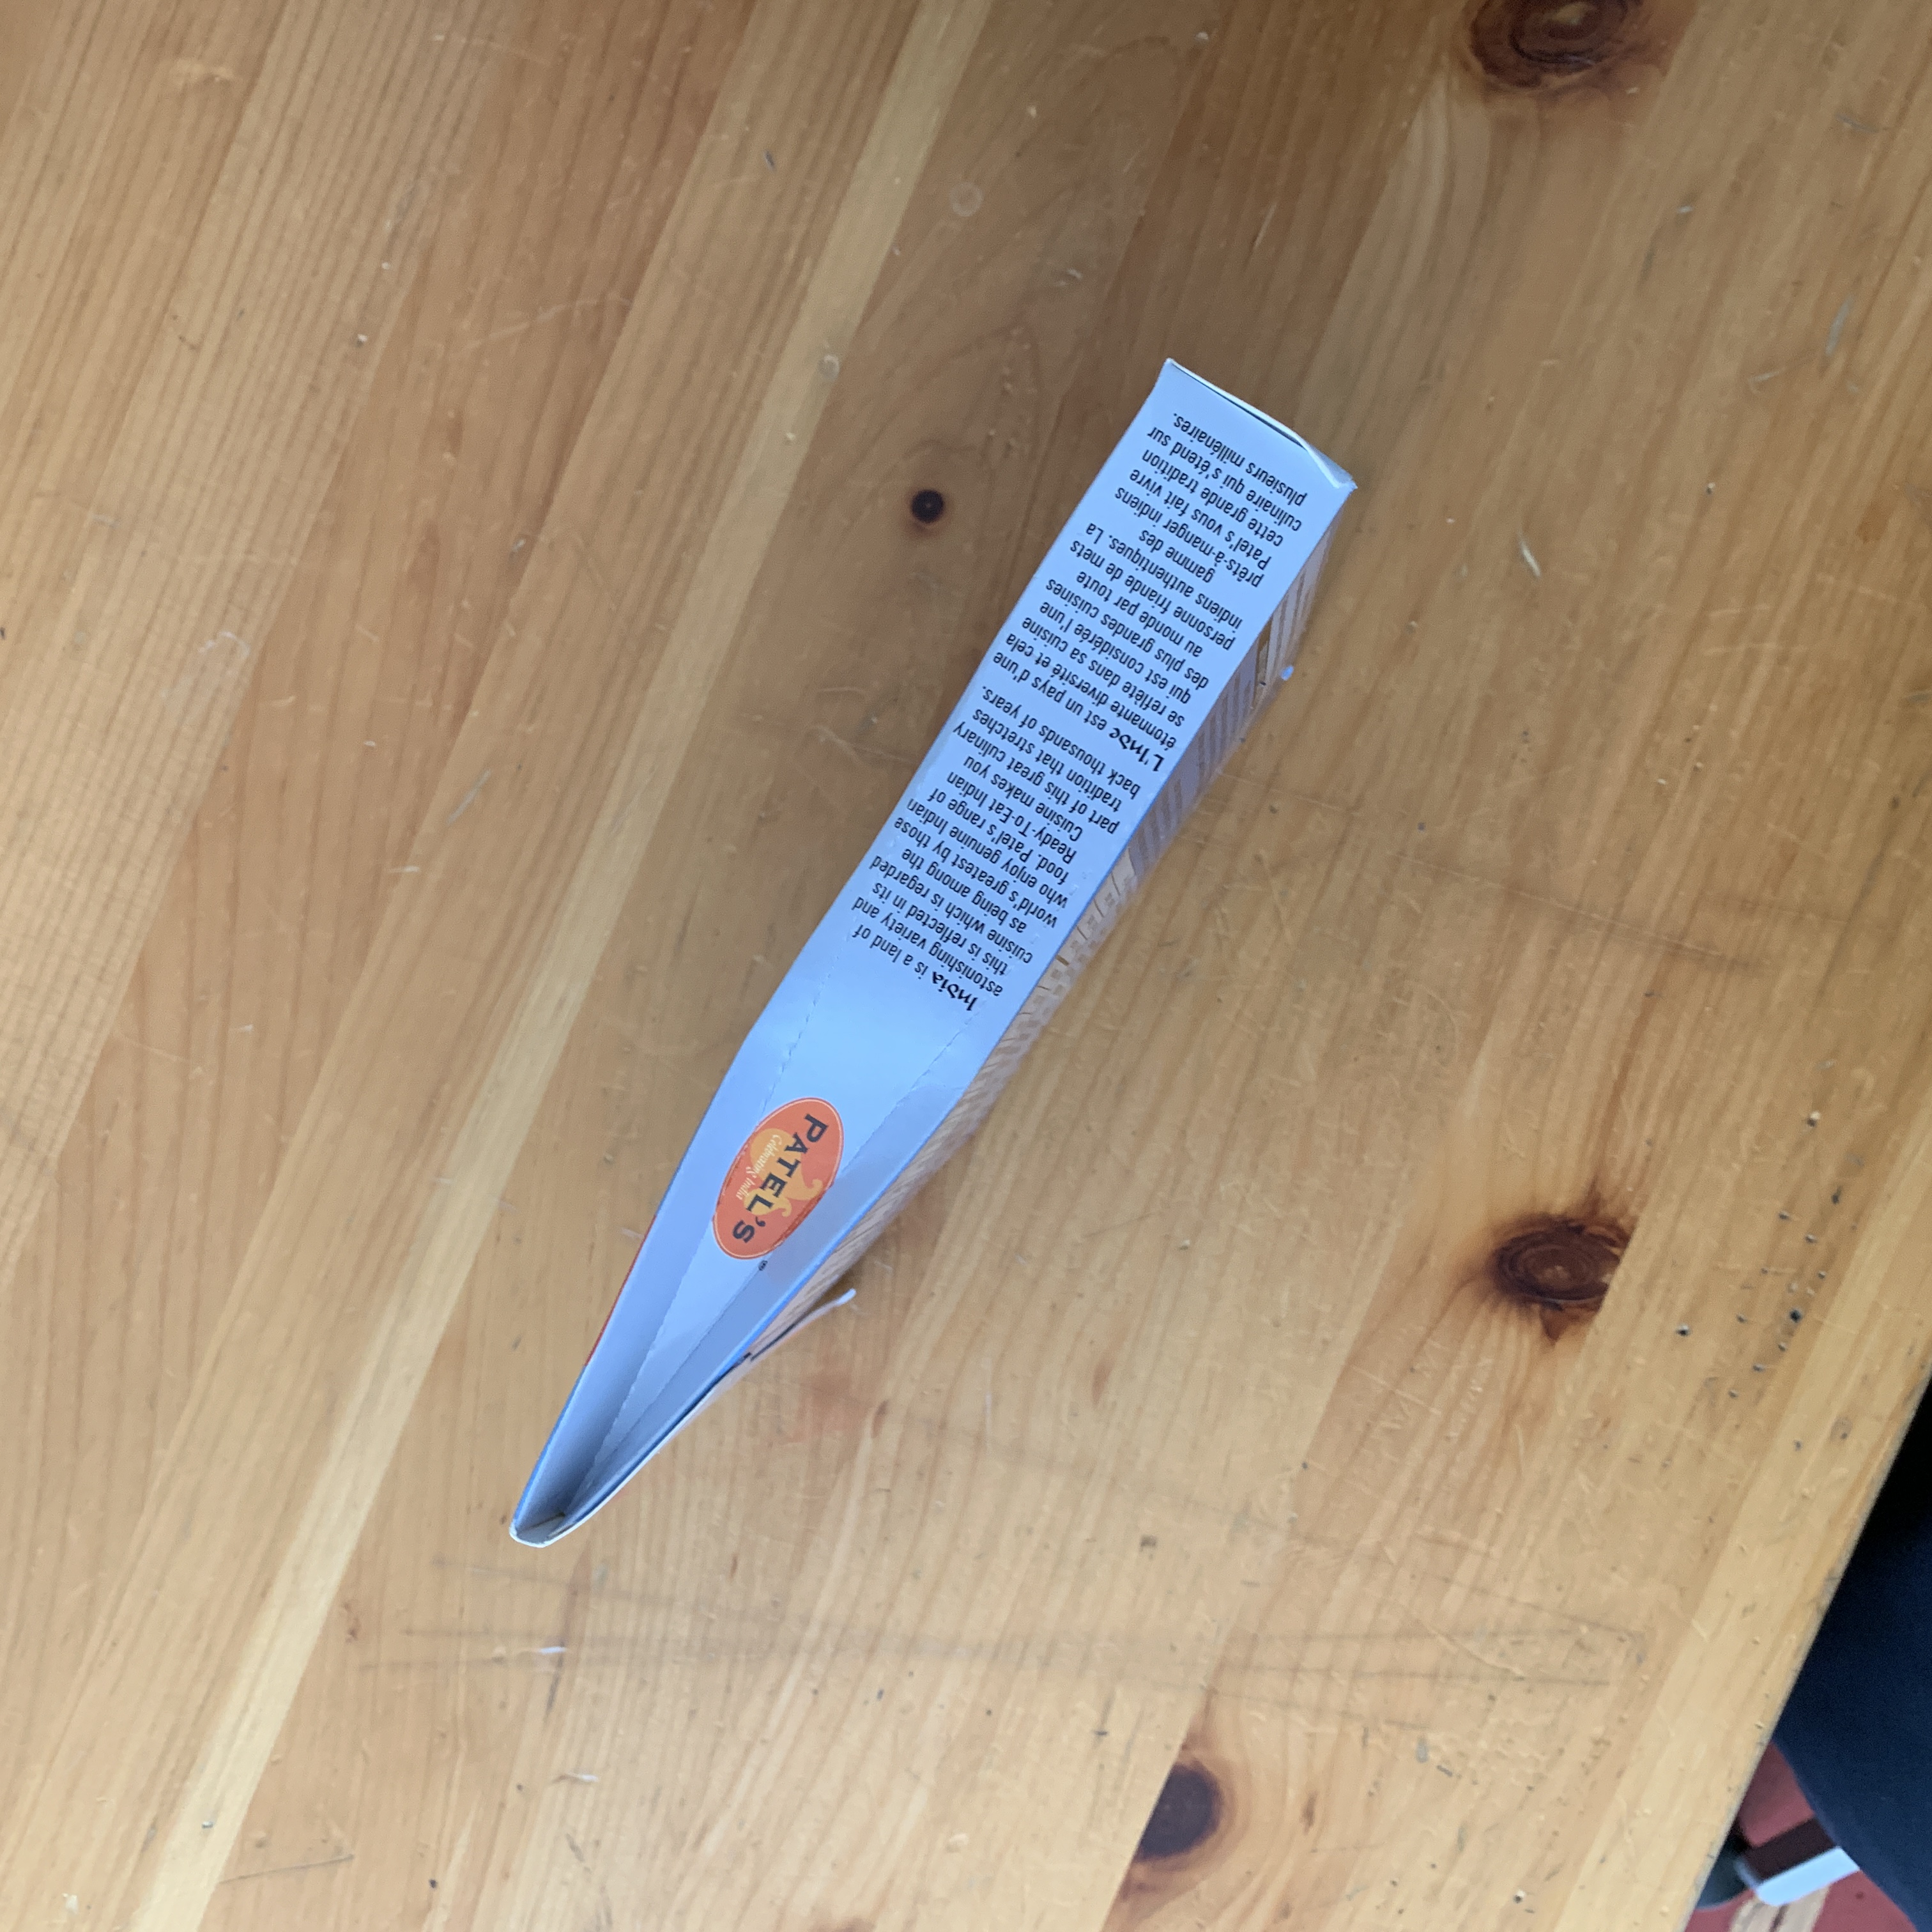 PATEL'S
Celebrating India
®
India is a land of
astonishing variety and
this is reflected in its
cuisine which is regarded
as being among the
world's greatest by those
who enjoy genuine Indian
food. Patel's range of
Ready-To-Eat Indian
Cuisine makes you
part of this great culinary
tradition that stretches
back thousands of years.
L'Inde est un pays d'une
étonnante diversité et cela
se reflète dans sa cuisine
qui est considérée l'une
des plus grandes cuisines
au monde par toute
personne friande de mets
indiens authentiques. La
gamme des
prêts-à-manger indiens
Patel's vous fait vivre
cette grande tradition
culinaire qui s'étend sur
plusieurs millénaires.